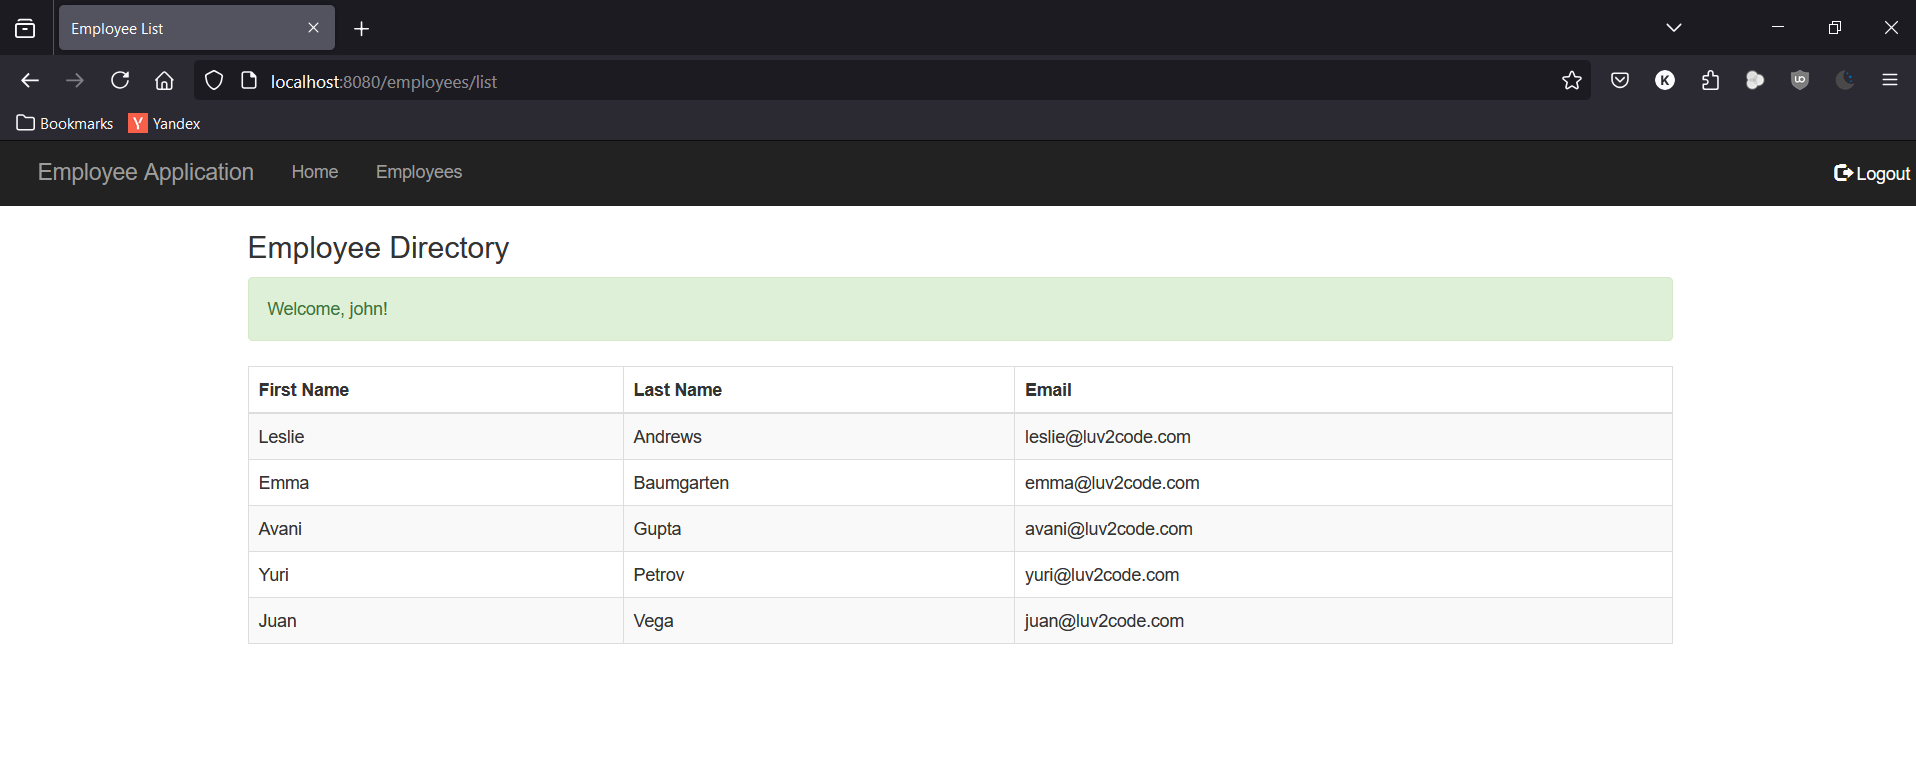 Employee List
localhost:8080/employees/list
K
Bookmarks Y Yandex
Employee Application Home Employees Logout
Employee Directory
Welcome, john!
First Name Last Name Email
Leslie Andrews leslie@luv2code.com
Emma Baumgarten emma@luv2code.com
Avani Gupta avani@luv2code.com
Yuri Petrov yuri@luv2code.com
Juan Vega juan@luv2code.com